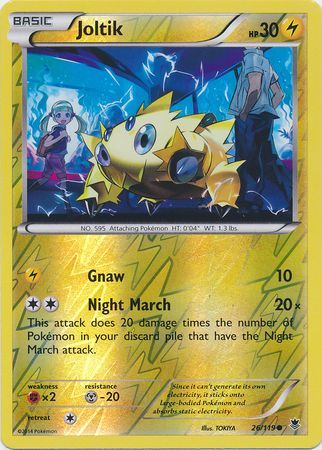 BASIC
Joltik
HP30
NO. 595 Attaching Pokémon HT: 0'04" WT: 1.3 lbs.
Gnaw 10
Night March 20×
This attack does 20 damage times the number of
Pokémon in your discard pile that have the Night
March attack.
weakness resistance
×2 -20
retreat
Since it can't generate its own
electricity, it sticks onto
large-bodied Pokémon and
absorbs static electricity.
©2014 Pokémon Illus. TOKIYA 26/119